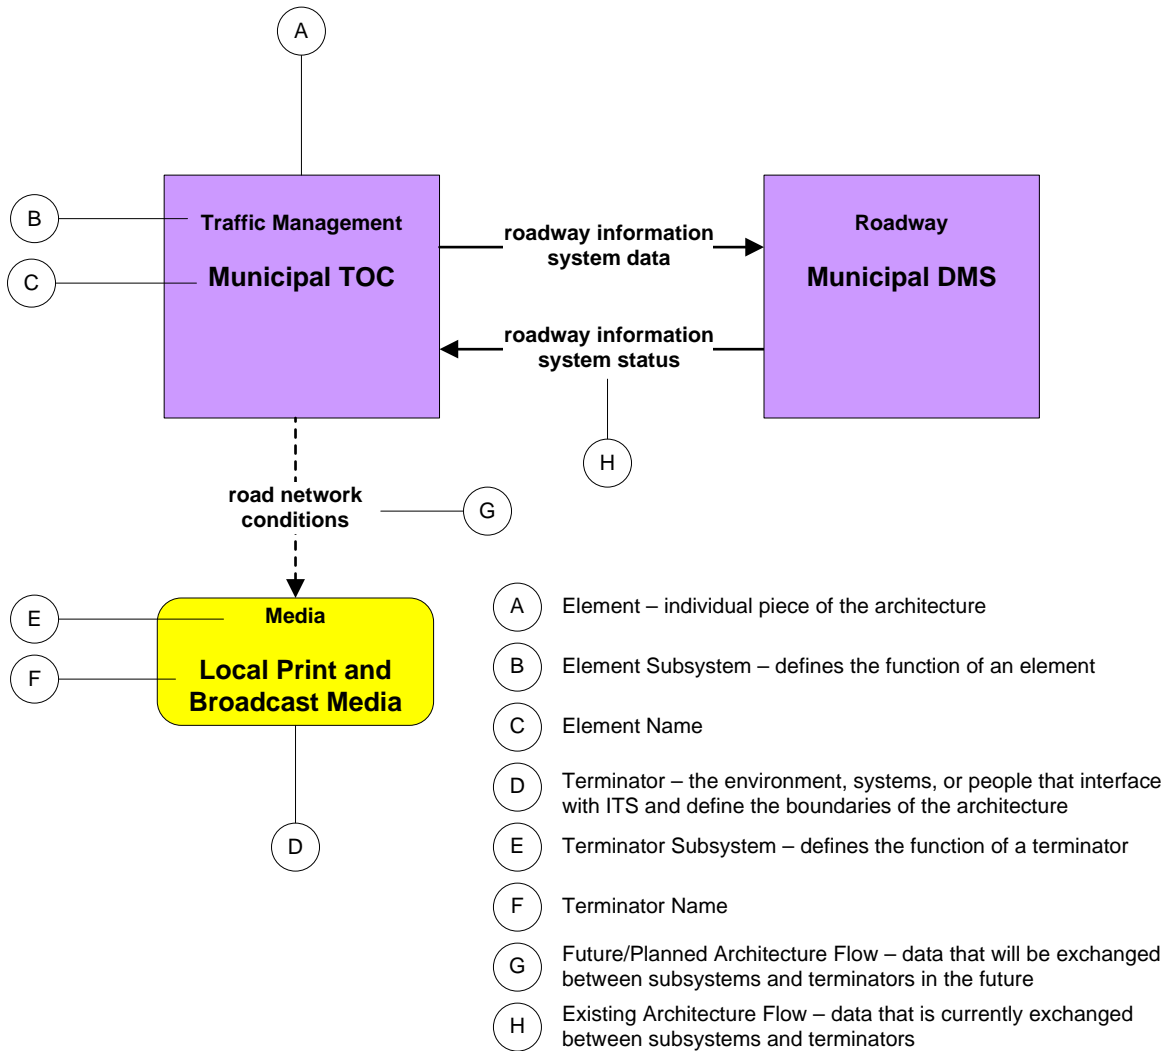 A
B
Traffic Management
C
Municipal TOC
roadway information
system data
Roadway
Municipal DMS
roadway information
system status
H
road network
conditions
G
E
Media
F
Local Print and
Broadcast Media
D
A
Element – individual piece of the architecture
B
Element Subsystem – defines the function of an element
C
Element Name
D
Terminator – the environment, systems, or people that interface
with ITS and define the boundaries of the architecture
E
Terminator Subsystem – defines the function of a terminator
F
Terminator Name
G
Future/Planned Architecture Flow – data that will be exchanged
between subsystems and terminators in the future
H
Existing Architecture Flow – data that is currently exchanged
between subsystems and terminators